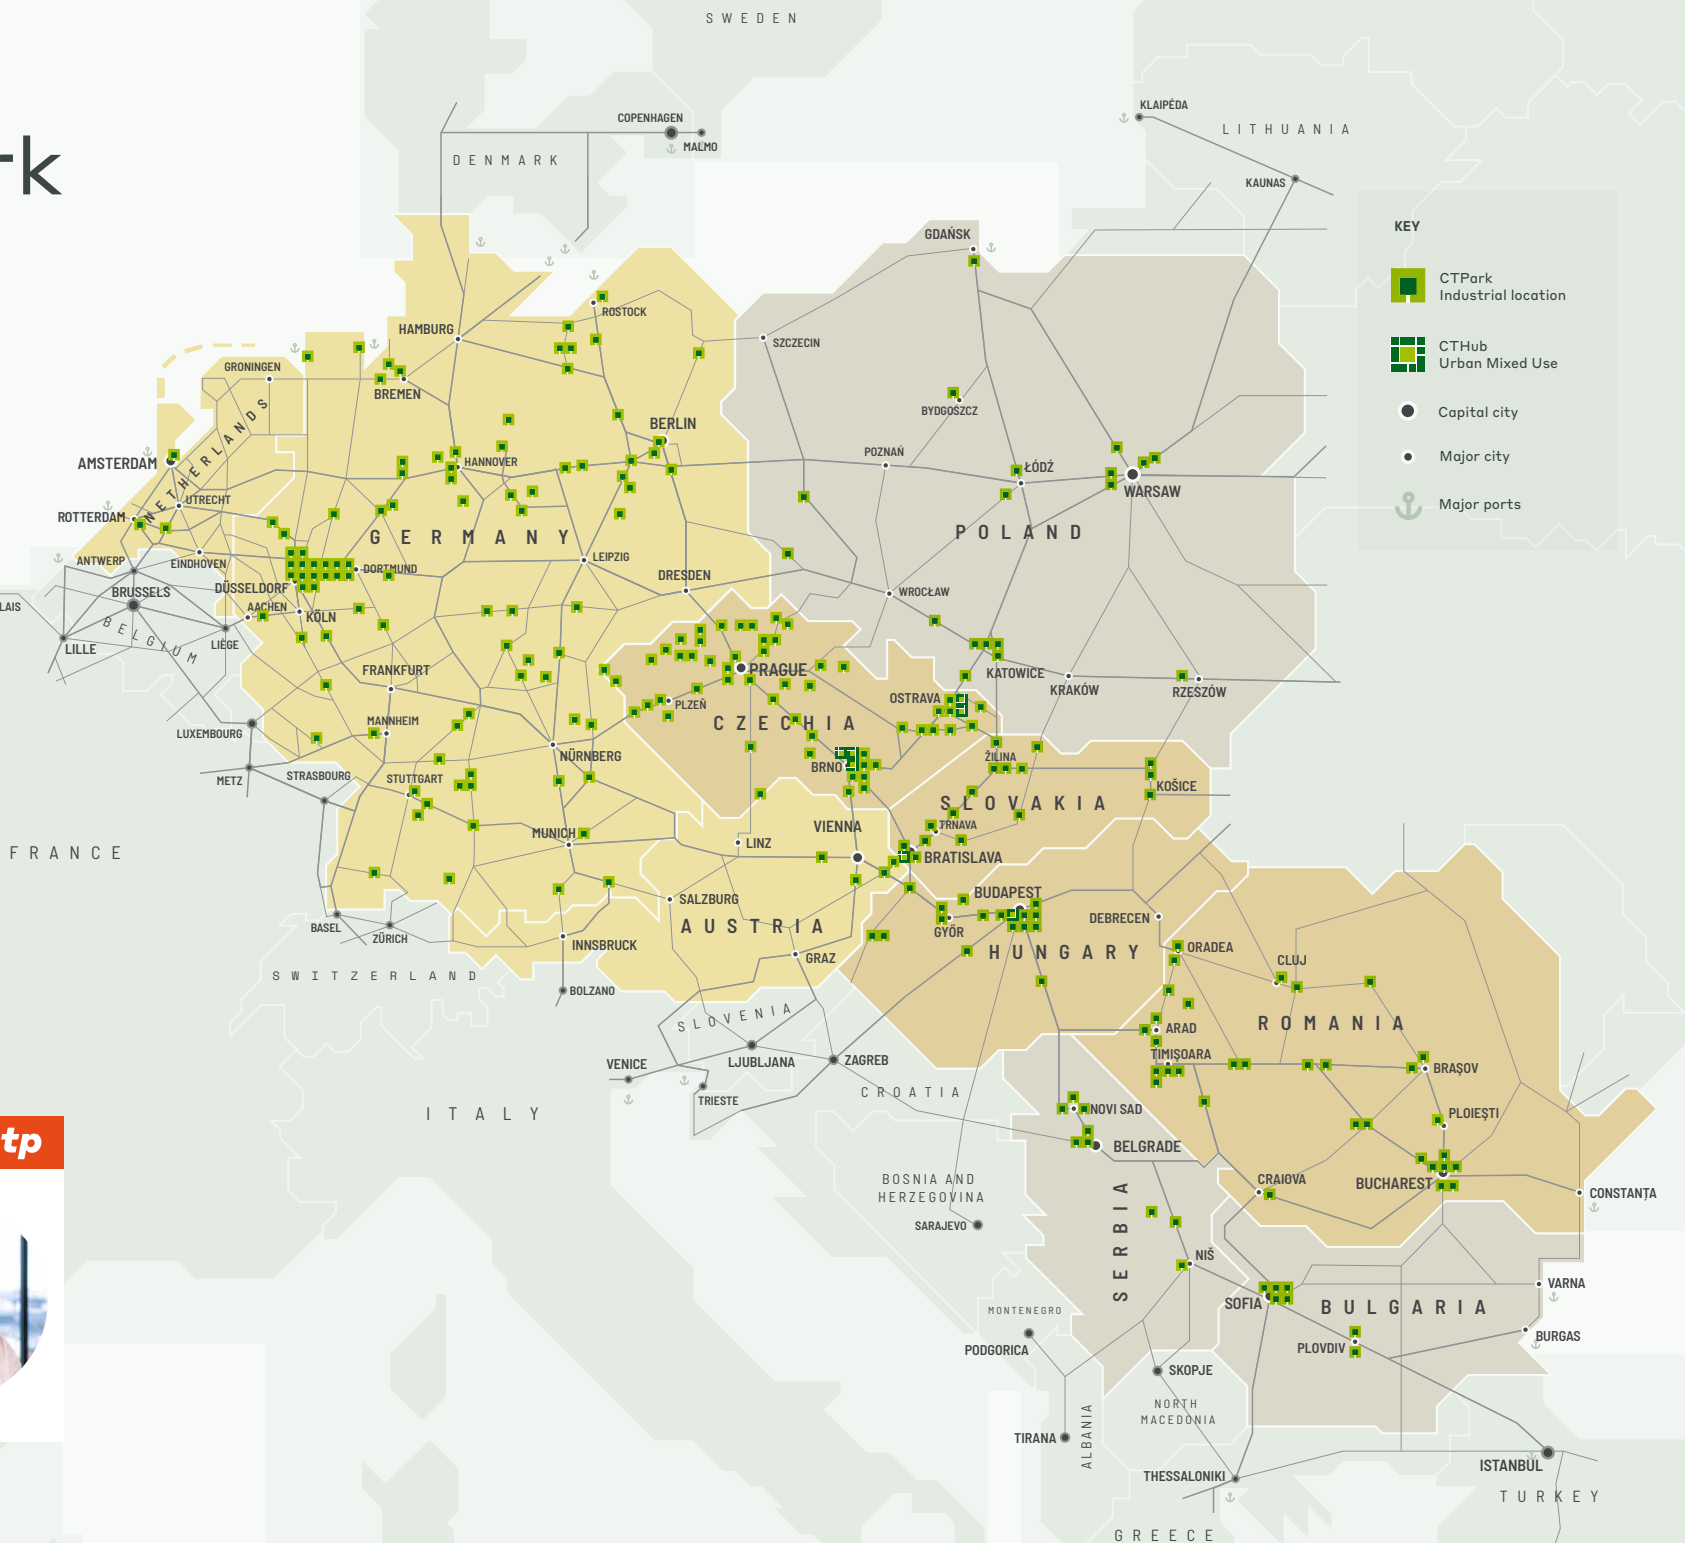 rk
SWEDEN
COPENHAGEN
MALMO
DENMARK
KLAIPĖDA
LITHUANIA
KAUNAS
KEY
CTPark
Industrial location
CTHub
Urban Mixed Use
Capital city
Major city
Major ports
GDAŃSK
ROSTOCK
HAMBURG
SZCZECIN
GRONINGEN
BREMEN
BYDGOSZCZ
BERLIN
NETHERLANDS
AMSTERDAM
HANNOVER
POZNAŃ
ŁÓDŹ
WARSAW
UTRECHT
ROTTERDAM
GERMANY
POLAND
ANTWERP
EINDHOVEN
DORTMUND
LEIPZIG
DRESDEN
BRUSSELS
DÜSSELDORF
WROCŁAW
LAIS
AACHEN
KÖLN
BELGIUM
LILLE
LIÈGE
FRANKFURT
PRAGUE
KATOWICE
KRAKÓW
RZESZÓW
OSTRAVA
PLZEŇ
LUXEMBOURG
MANNHEIM
CZECHIA
NÜRNBERG
ŽILINA
METZ
STRASBOURG
STUTTGART
BRNO
KOŠICE
SLOVAKIA
MUNICH
LINZ
VIENNA
TRNAVA
FRANCE
BRATISLAVA
SALZBURG
BUDAPEST
DEBRECEN
BASEL
ZÜRICH
AUSTRIA
GYÖR
INNSBRUCK
GRAZ
HUNGARY
ORADEA
CLUJ
SWITZERLAND
BOLZANO
SLOVENIA
ROMANIA
ARAD
TIMIȘOARA
VENICE
LJUBLJANA
ZAGREB
BRAȘOV
TRIESTE
CROATIA
ITALY
NOVI SAD
PLOIEȘTI
tp
BELGRADE
BOSNIA AND
HERZEGOVINA
CRAIOVA
BUCHAREST
CONSTANȚA
SARAJEVO
SERBIA
NIŠ
VARNA
MONTENEGRO
SOFIA
BULGARIA
PODGORICA
PLOVDIV
BURGAS
SKOPJE
NORTH
MACEDONIA
TIRANA
ALBANIA
THESSALONIKI
ISTANBUL
TURKEY
GREECE